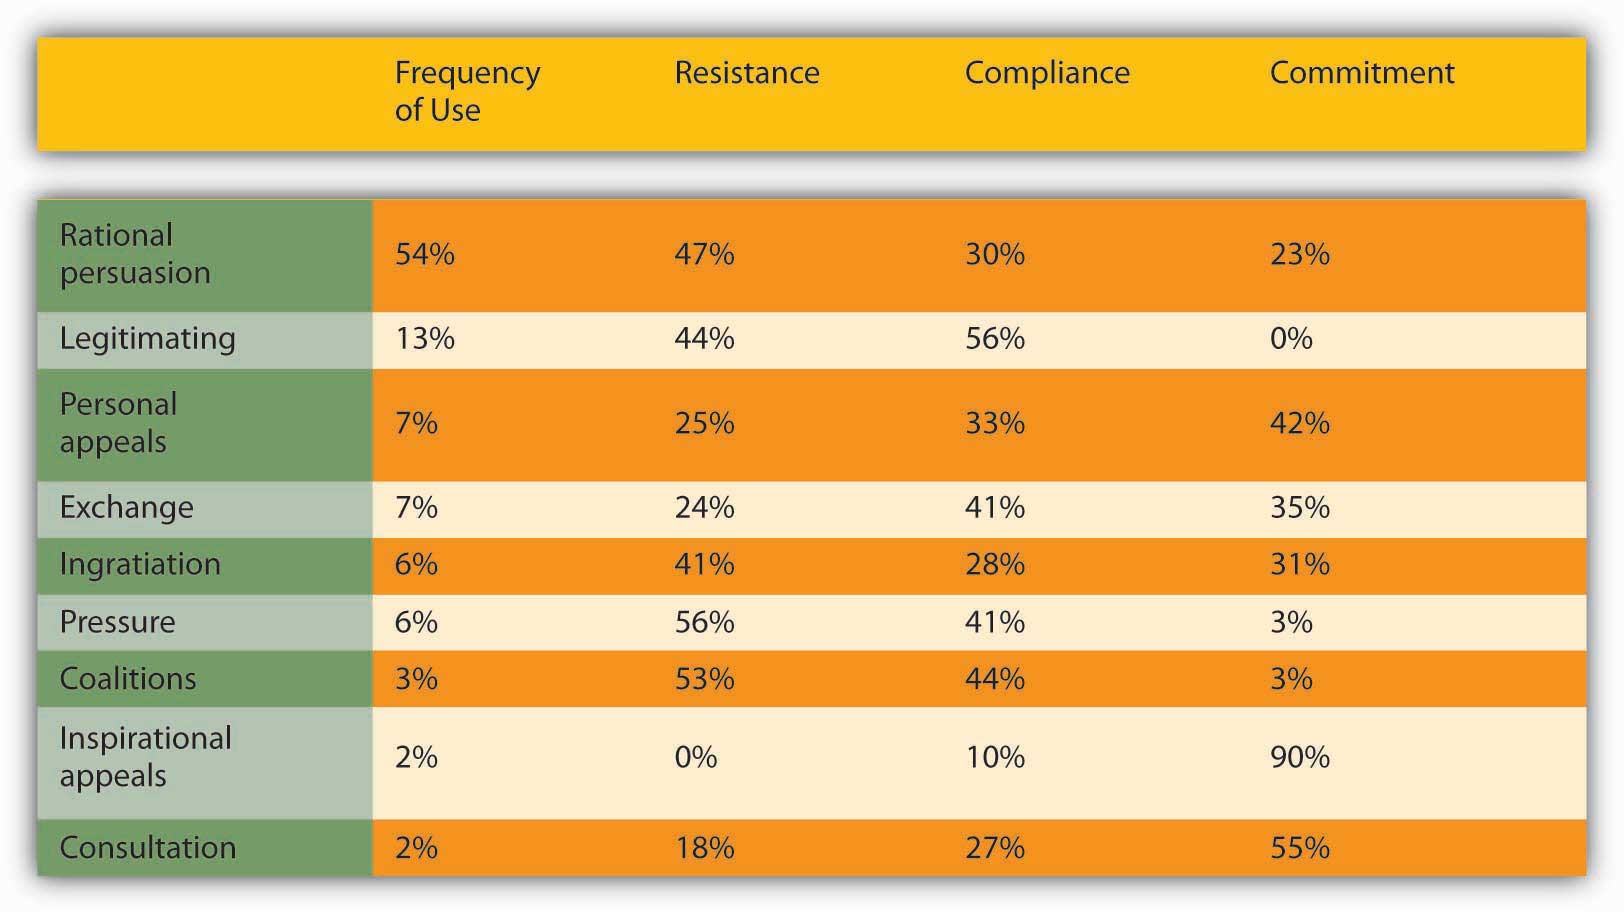 Frequency of Use Resistance Compliance Commitment
Rational persuasion 54% 47% 30% 23%
Legitimating 13% 44% 56% 0%
Personal appeals 7% 25% 33% 42%
Exchange 7% 24% 41% 35%
Ingratiation 6% 41% 28% 31%
Pressure 6% 56% 41% 3%
Coalitions 3% 53% 44% 3%
Inspirational appeals 2% 0% 10% 90%
Consultation 2% 18% 27% 55%